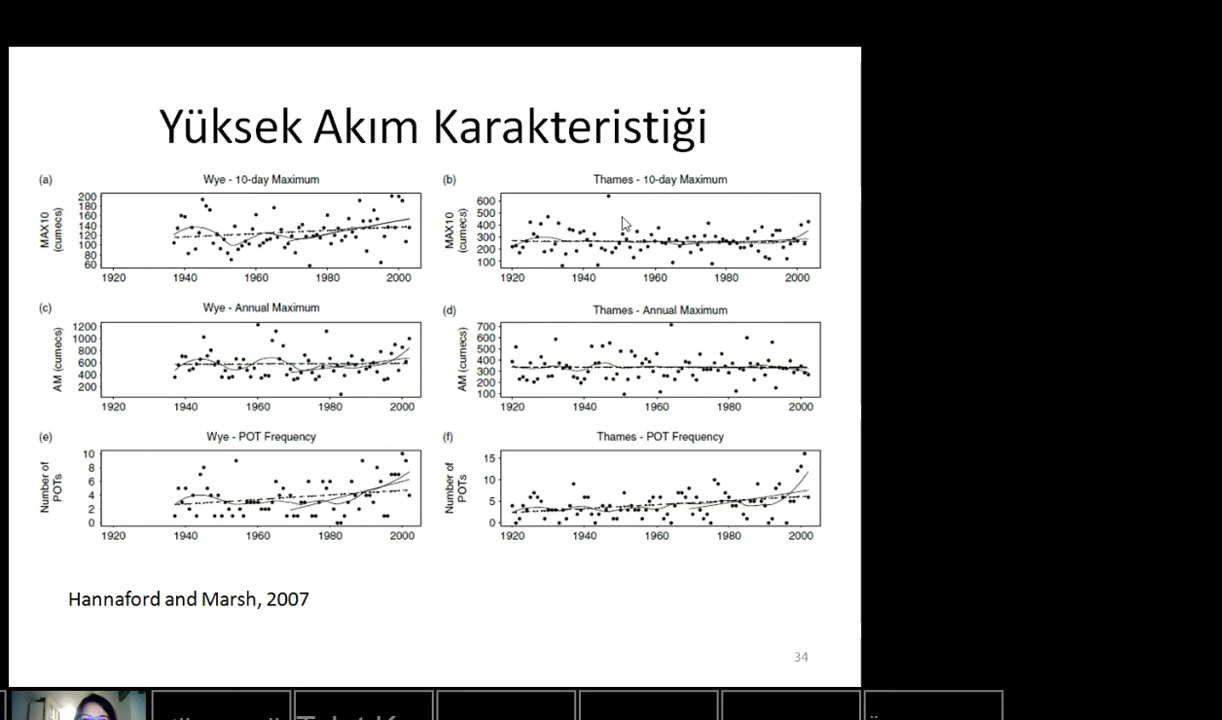 Yüksek Akım Karakteristiği
(a) Wye - 10-day Maximum
MAX10
(cumecs)
200
180
160
140
120
100
80
60
1920 1940 1960 1980 2000
(b) Thames - 10-day Maximum
MAX10
(cumecs)
600
500
400
300
200
100
1920 1940 1960 1980 2000
(c) Wye - Annual Maximum
AM (cumecs)
1200
1000
800
600
400
200
1920 1940 1960 1980 2000
(d) Thames - Annual Maximum
AM (cumecs)
700
600
500
400
300
200
100
1920 1940 1960 1980 2000
(e) Wye - POT Frequency
Number of
POTs
10
8
6
4
2
0
1920 1940 1960 1980 2000
(f) Thames - POT Frequency
Number of
POTs
15
10
5
0
1920 1940 1960 1980 2000
Hannaford and Marsh, 2007
34